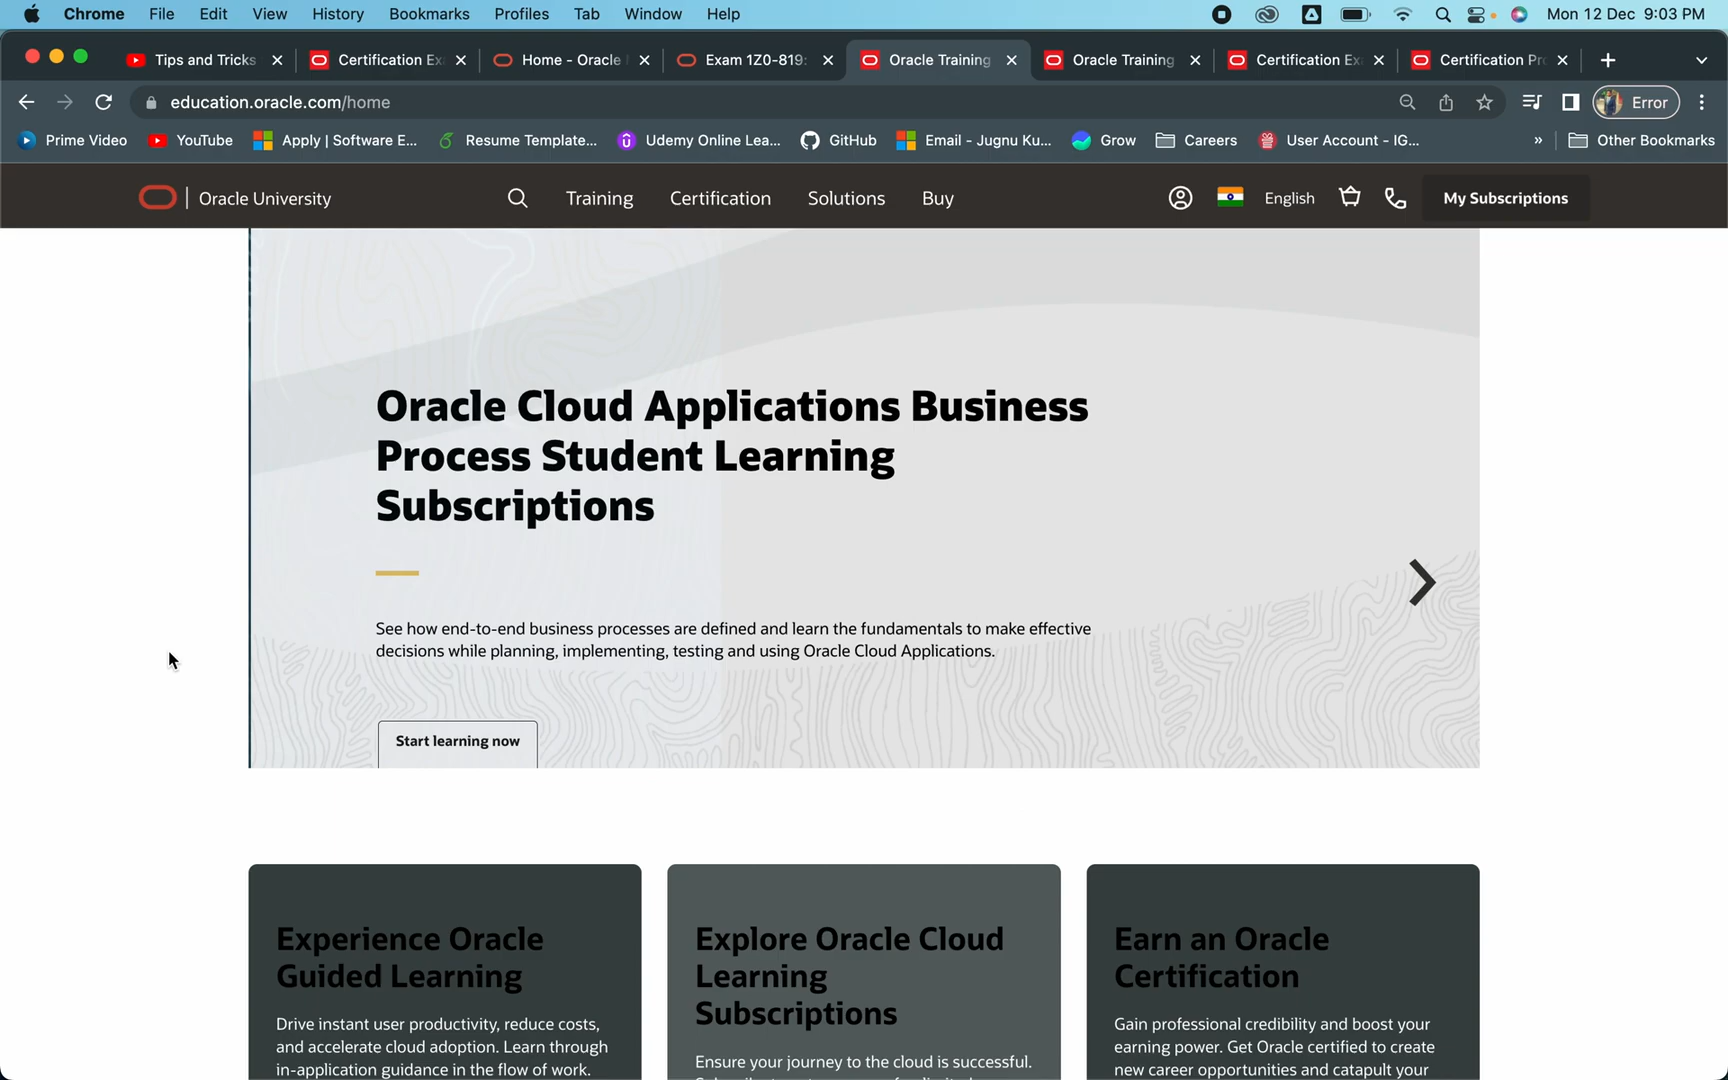 Chrome File Edit View History Bookmarks Profiles Tab Window Help Mon 12 Dec 9:03 PM
Tips and Tricks Certification Ex Home - Oracle Exam 1Z0-819: Oracle Training Oracle Training Certification Ex Certification Pr
education.oracle.com/home Error
Prime Video YouTube Apply | Software E... Resume Template... Udemy Online Lea... GitHub Email - Jugnu Ku... Grow Careers User Account - IG... » Other Bookmarks
Oracle University Training Certification Solutions Buy English My Subscriptions
Oracle Cloud Applications Business
Process Student Learning
Subscriptions
See how end-to-end business processes are defined and learn the fundamentals to make effective
decisions while planning, implementing, testing and using Oracle Cloud Applications.
Start learning now
Experience Oracle
Guided Learning
Drive instant user productivity, reduce costs,
and accelerate cloud adoption. Learn through
in-application guidance in the flow of work.
Explore Oracle Cloud
Learning
Subscriptions
Ensure your journey to the cloud is successful.
Earn an Oracle
Certification
Gain professional credibility and boost your
earning power. Get Oracle certified to create
new career opportunities and catapult your